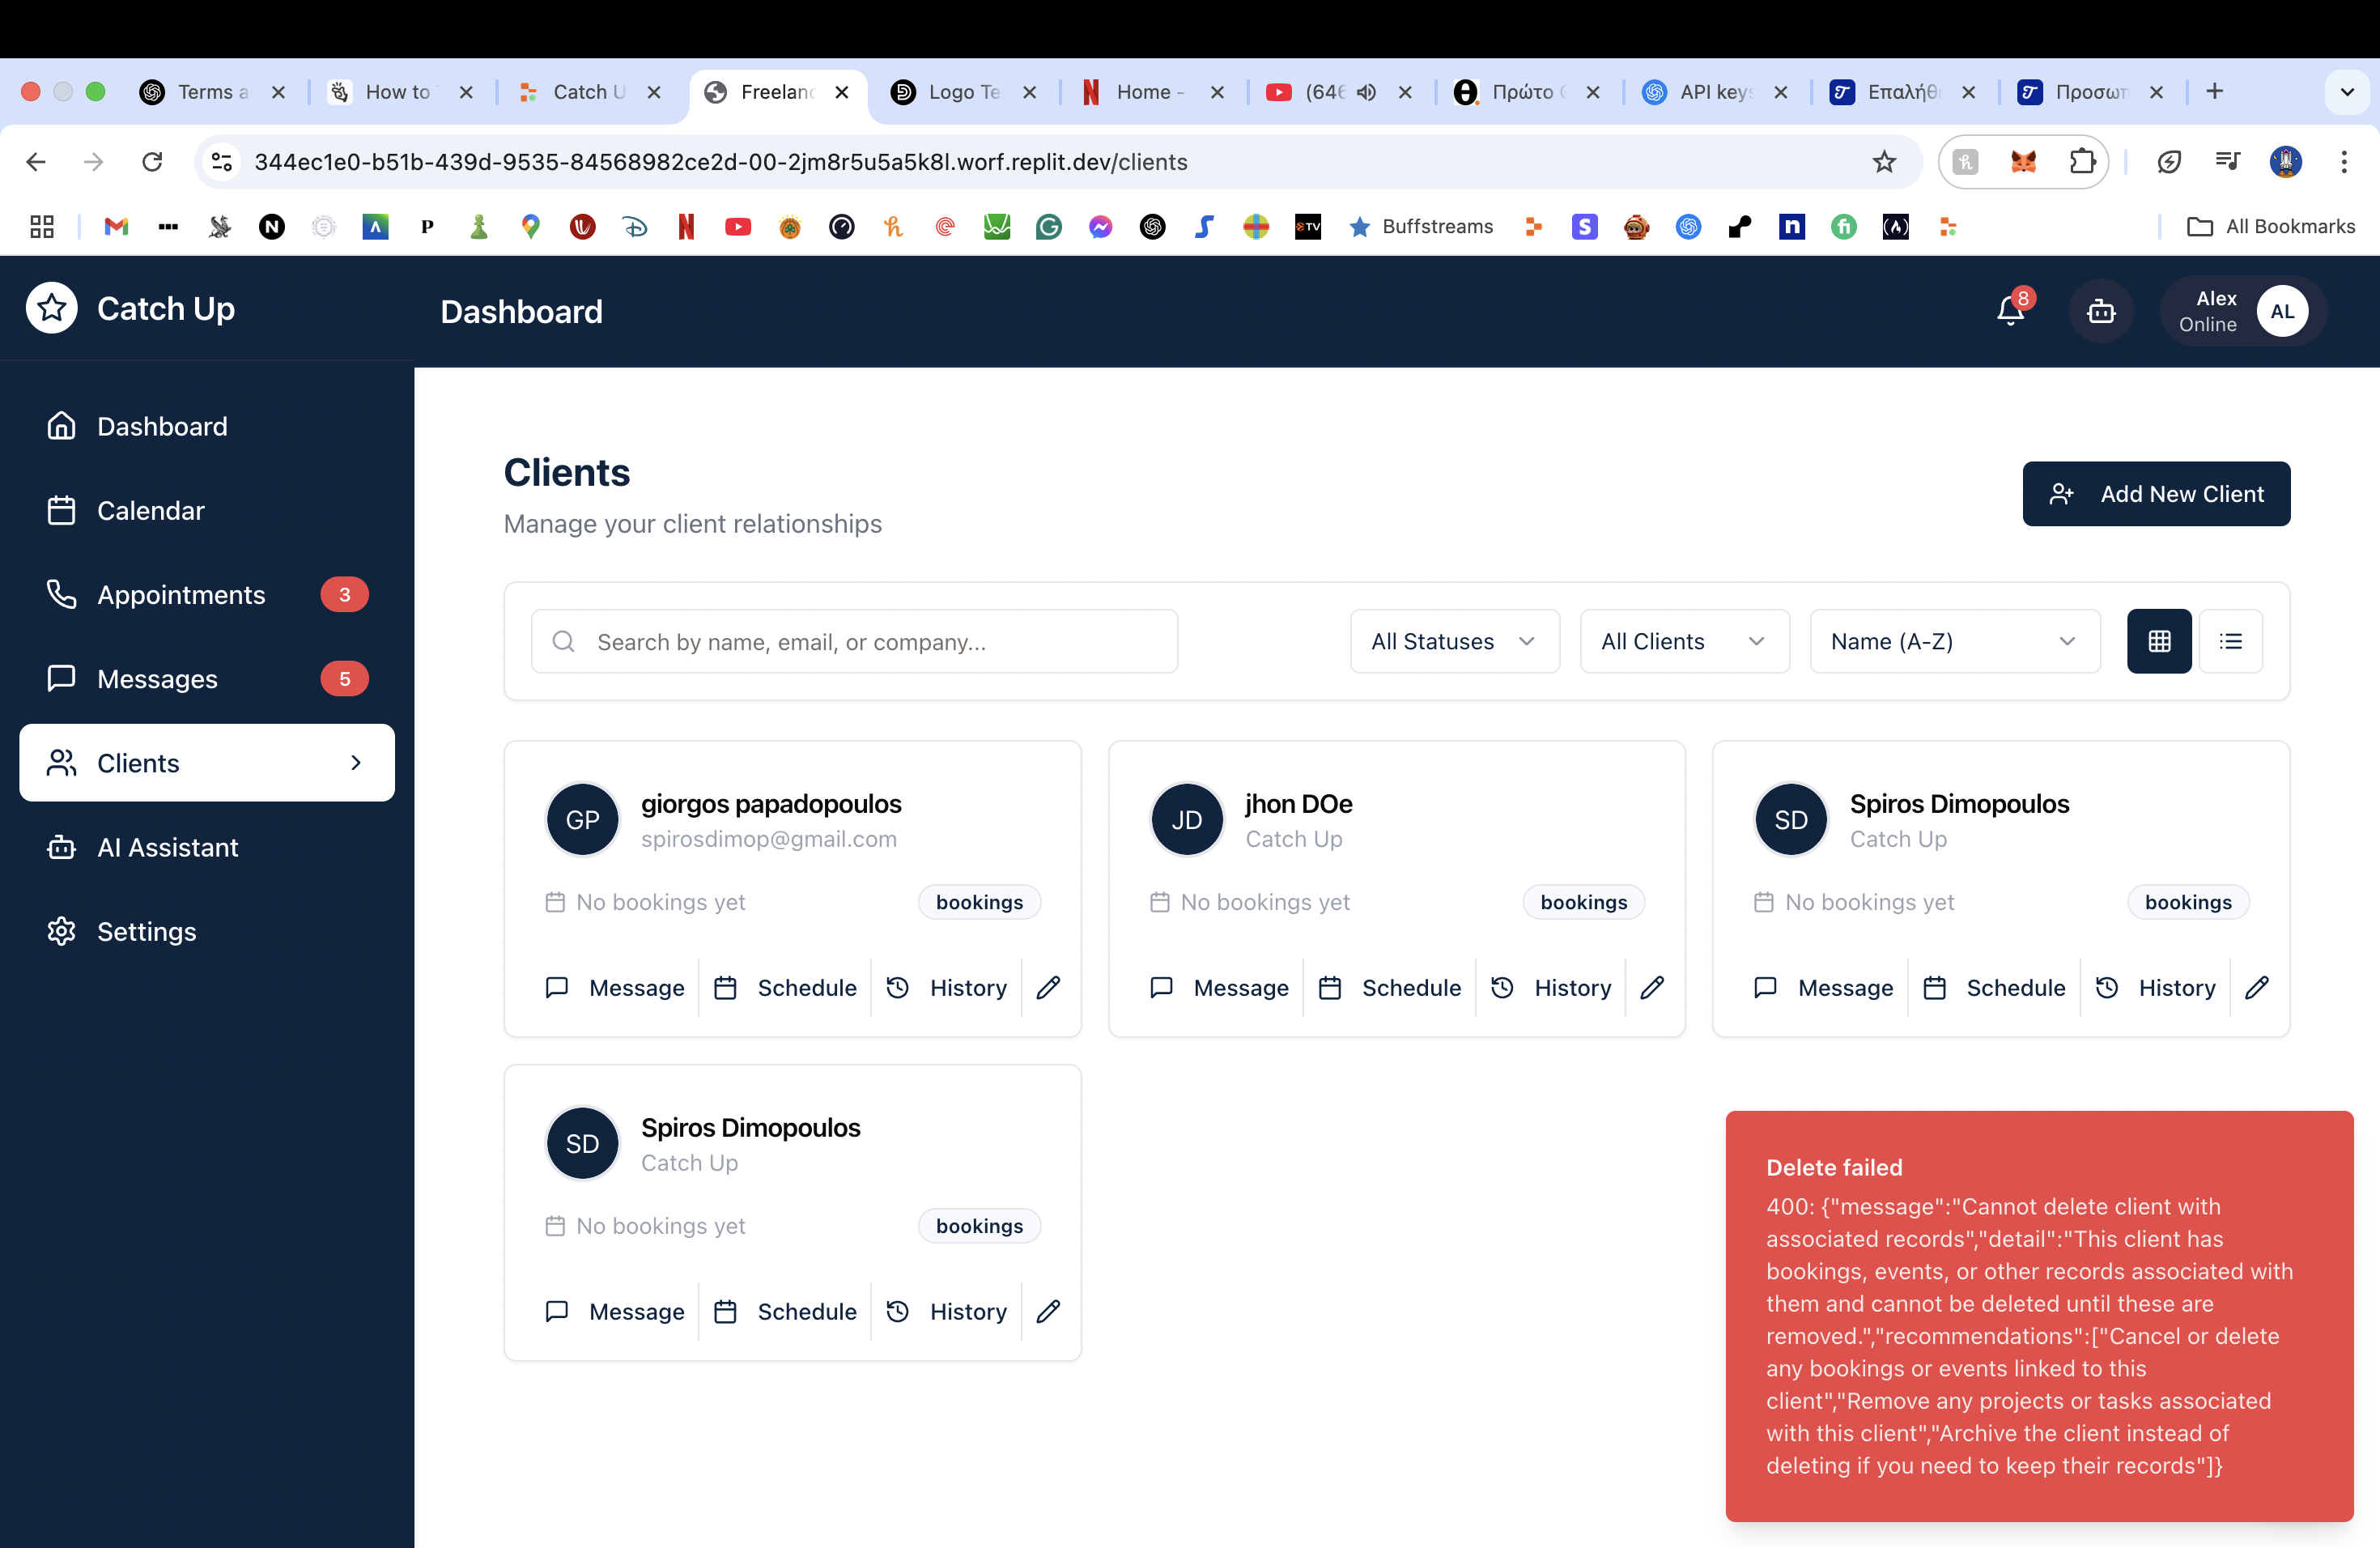 Terms a
How to
Catch U
Freelanc
Logo Te
Home -
(646
Πρώτο
API keys
Επαλήθ
Προσωπ
344ec1e0-b51b-439d-9535-84568982ce2d-00-2jm8r5u5a5k8l.worf.replit.dev/clients
Buffstreams
All Bookmarks
Catch Up
Dashboard
8
Alex
Online
AL
Dashboard
Calendar
Appointments 3
Messages 5
Clients
AI Assistant
Settings
Clients
Manage your client relationships
Add New Client
Search by name, email, or company...
All Statuses
All Clients
Name (A-Z)
GP
giorgos papadopoulos
spirosdimop@gmail.com
No bookings yet
bookings
Message
Schedule
History
JD
jhon DOe
Catch Up
No bookings yet
bookings
Message
Schedule
History
SD
Spiros Dimopoulos
Catch Up
No bookings yet
bookings
Message
Schedule
History
SD
Spiros Dimopoulos
Catch Up
No bookings yet
bookings
Message
Schedule
History
Delete failed
400: {"message":"Cannot delete client with
associated records","detail":"This client has
bookings, events, or other records associated with
them and cannot be deleted until these are
removed.","recommendations":["Cancel or delete
any bookings or events linked to this
client","Remove any projects or tasks associated
with this client","Archive the client instead of
deleting if you need to keep their records"]}